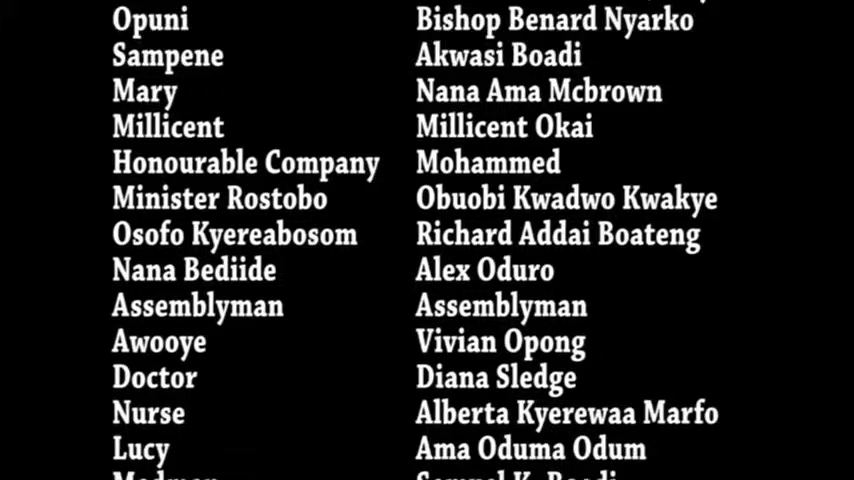 Opuni Bishop Benard Nyarko
Sampene Akwasi Boadi
Mary Nana Ama Mcbrown
Millicent Millicent Okai
Honourable Company Mohammed
Minister Rostobo Obuobi Kwadwo Kwakye
Osofo Kyereabosom Richard Addai Boateng
Nana Bediide Alex Oduro
Assemblyman Assemblyman
Awooye Vivian Opong
Doctor Diana Sledge
Nurse Alberta Kyerewaa Marfo
Lucy Ama Oduma Odum